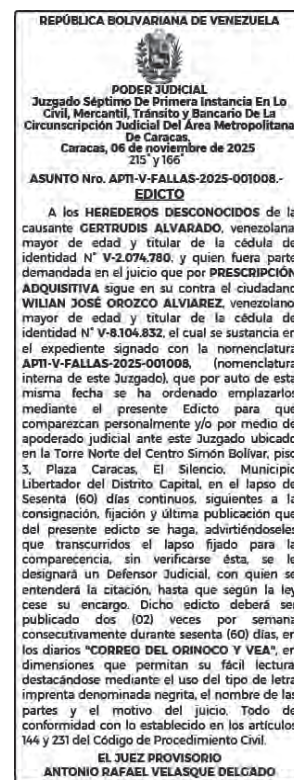 REPÚBLICA BOLIVARIANA DE VENEZUELA
PODER JUDICIAL
Juzgado Séptimo De Primera Instancia En Lo
Civil, Mercantil, Tránsito y Bancario De La
Circunscripción Judicial Del Área Metropolitana
De Caracas,
Caracas, 06 de noviembre de 2025
215° y 166°
ASUNTO Nro. AP11-V-FALLAS-2025-001008.-
EDICTO
A los HEREDEROS DESCONOCIDOS de la
causante GERTRUDIS ALVARADO, venezolana
mayor de edad y titular de la cédula de
identidad N° V-2.074.780, y quien fuera parte
demandada en el juicio que por PRESCRIPCIÓN
ADQUISITIVA sigue en su contra el ciudadano
WILIAN JOSÉ OROZCO ALVIAREZ, venezolano,
mayor de edad y titular de la cédula de
identidad N° V-8.104.832, el cual se sustancia en
el expediente signado con la nomenclatura
AP11-V-FALLAS-2025-001008, (nomenclatura
interna de este Juzgado), que por auto de esta
misma fecha se ha ordenado emplazarlos
mediante el presente Edicto para que
comparezcan personalmente y/o por medio de
apoderado judicial ante este Juzgado ubicado
en la Torre Norte del Centro Simón Bolívar, piso
3, Plaza Caracas, El Silencio, Municipio
Libertador del Distrito Capital, en el lapso de
Sesenta (60) días continuos, siguientes a la
consignación, fijación y última publicación que
del presente edicto se haga, advirtiéndoseles
que transcurridos el lapso fijado para la
comparecencia, sin verificarse ésta, se le
designará un Defensor Judicial, con quien se
entenderá la citación, hasta que según la ley
cese su encargo. Dicho edicto deberá ser
publicado dos (02) veces por semana
consecutivamente durante sesenta (60) días, en
los diarios "CORREO DEL ORINOCO Y VEA", en
dimensiones que permitan su fácil lectura
destacándose mediante el uso del tipo de letra
imprenta denominada negrita, el nombre de las
partes y el motivo del juicio. Todo de
conformidad con lo establecido en los artículos
144 y 231 del Código de Procedimiento Civil.
EL JUEZ PROVISORIO
ANTONIO RAFAEL VELASQUE DELGADO